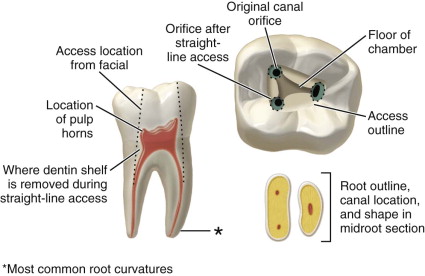 Original canal
orifice
Orifice after
straight-
line access
Floor of
chamber
Access location
from facial
Location
of pulp
horns
Access
outline
Where dentin shelf
is removed during
straight-line access
Root outline,
canal location,
and shape in
midroot section
*
*Most common root curvatures